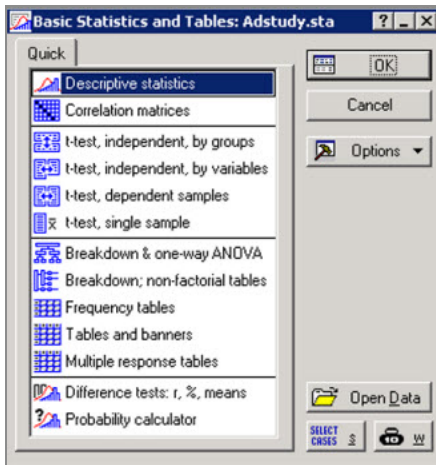 Basic Statistics and Tables: Adstudy.sta
Quick
Descriptive statistics
Correlation matrices
t-test, independent, by groups
t-test, independent, by variables
t-test, dependent samples
t-test, single sample
Breakdown & one-way ANOVA
Breakdown; non-factorial tables
Frequency tables
Tables and banners
Multiple response tables
Difference tests: r, %, means
Probability calculator
OK
Cancel
Options
Open Data
SELECT
CASES S
W